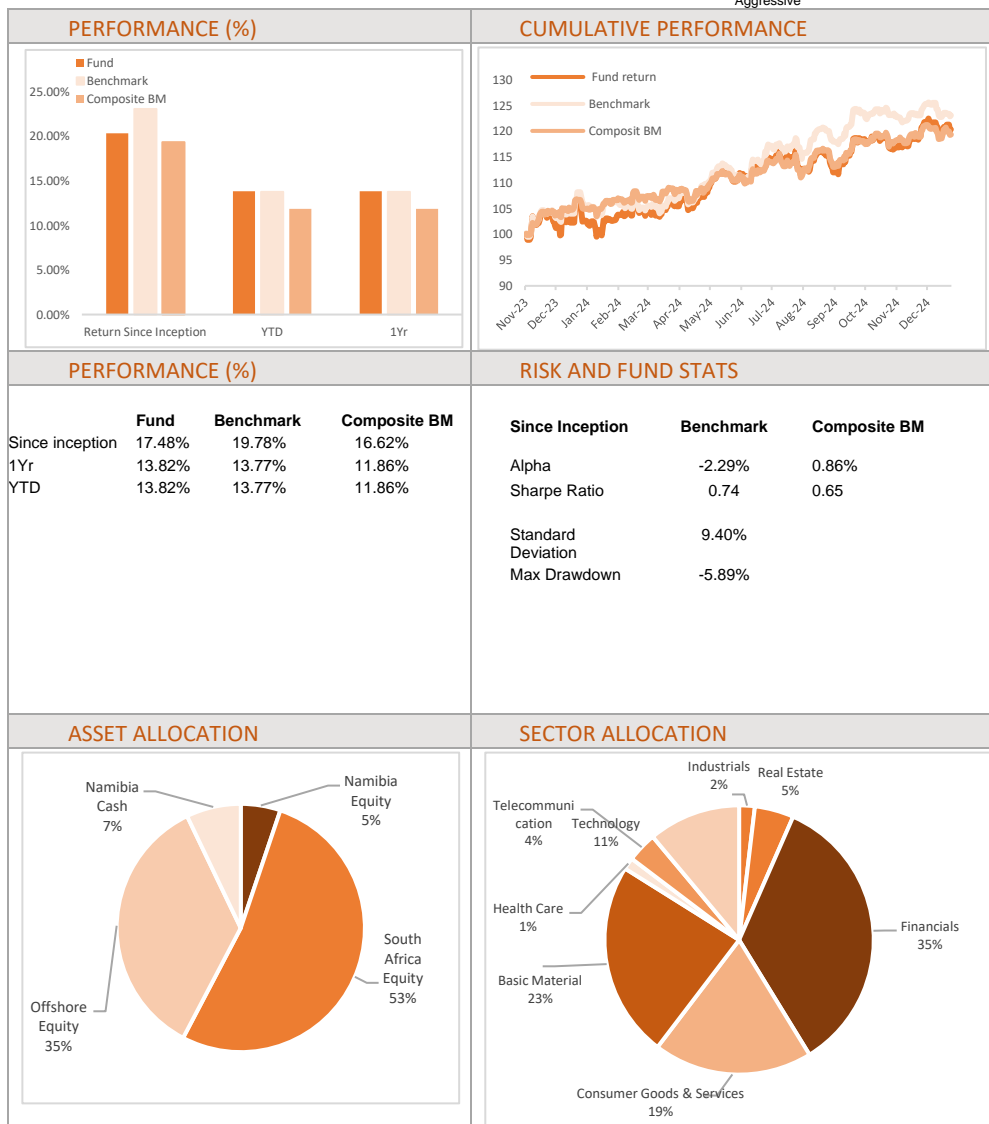 Aggressive
PERFORMANCE (%)
Fund
Benchmark
Composite BM
25.00%
20.00%
15.00%
10.00%
5.00%
0.00%
Return Since Inception YTD 1Yr
CUMULATIVE PERFORMANCE
Fund return
Benchmark
Composit BM
130
125
120
115
110
105
100
95
90
Nov-23 Dec-23 Jan-24 Feb-24 Mar-24 Apr-24 May-24 Jun-24 Jul-24 Aug-24 Sep-24 Oct-24 Nov-24 Dec-24
PERFORMANCE (%)
Fund Benchmark Composite BM
Since inception 17.48% 19.78% 16.62%
1Yr 13.82% 13.77% 11.86%
YTD 13.82% 13.77% 11.86%
RISK AND FUND STATS
Since Inception Benchmark Composite BM
Alpha -2.29% 0.86%
Sharpe Ratio 0.74 0.65
Standard 9.40%
Deviation
Max Drawdown -5.89%
ASSET ALLOCATION
Namibia
Cash
7%
Namibia
Equity
5%
South
Africa
Equity
53%
Offshore
Equity
35%
SECTOR ALLOCATION
Industrials
2%
Real Estate
5%
Telecommuni
cation
4%
Technology
11%
Health Care
1%
Financials
35%
Basic Material
23%
Consumer Goods & Services
19%